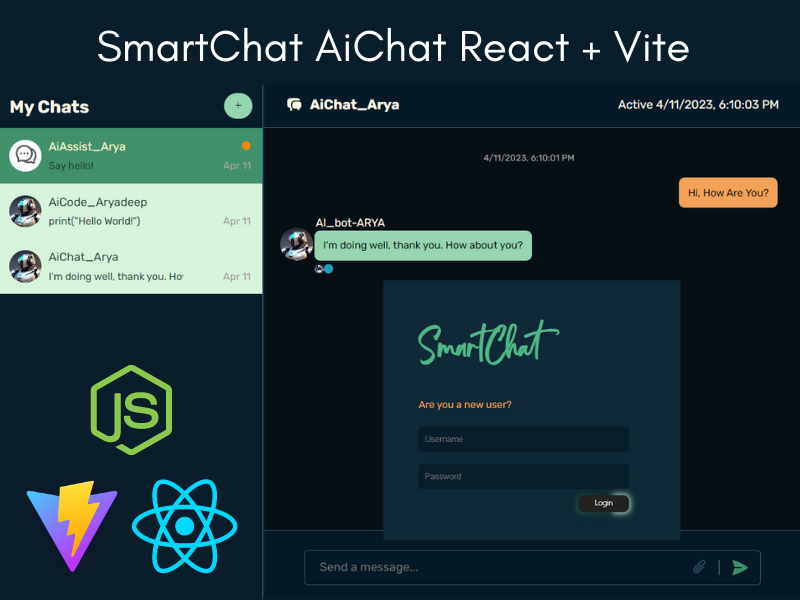 SmartChat AiChat React + Vite
My Chats
+
AiChat_Arya
Active 4/11/2023, 6:10:03 PM
AiAssist_Arya
Say hello!
Apr 11
AiCode_Aryadeep
print("Hello World!")
Apr 11
AiChat_Arya
I'm doing well, thank you. Ho
Apr 11
4/11/2023, 6:10:01 PM
Hi, How Are You?
AI_bot-ARYA
I'm doing well, thank you. How about you?
SmartChat
Are you a new user?
Username
Password
Login
Send a message...
JS